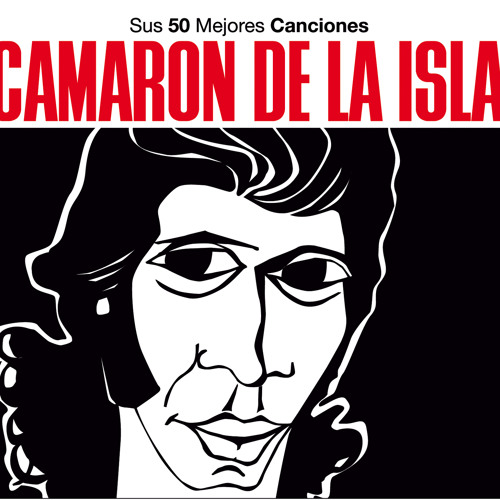 Sus 50 Mejores Canciones
CAMARON DE LA ISLA